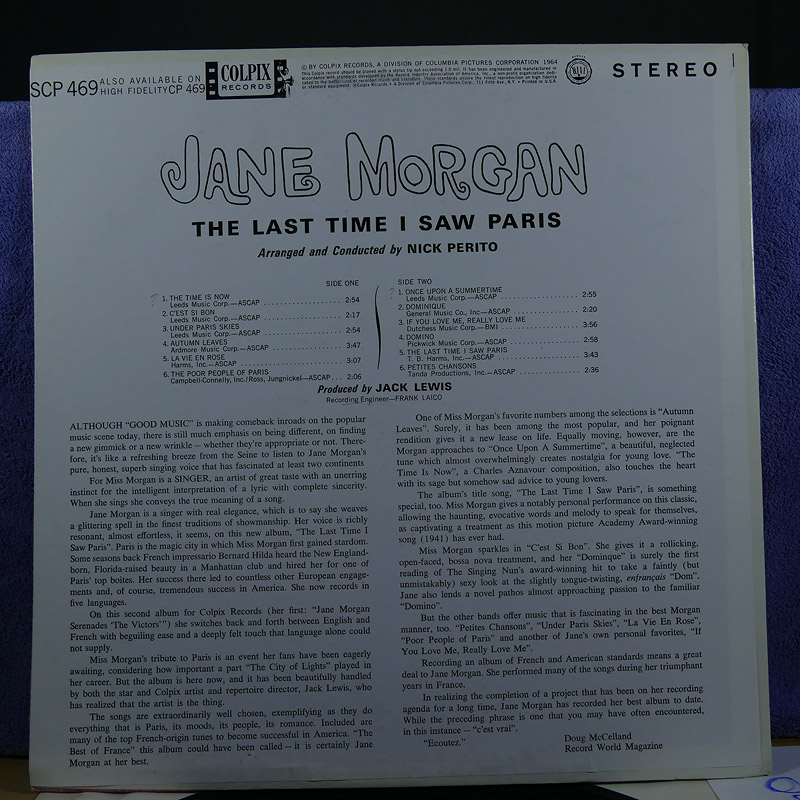 SCP 469 ALSO AVAILABLE ON
HIGH FIDELITY CP 469
COLPIX
RECORDS
© BY COLPIX RECORDS, A DIVISION OF COLUMBIA PICTURES CORPORATION 1964
STEREO
JANE MORGAN
THE LAST TIME I SAW PARIS
Arranged and Conducted by NICK PERITO
SIDE ONE
1. THE TIME IS NOW
Leeds Music Corp.—ASCAP 2:54
2. C'EST SI BON
Leeds Music Corp.—ASCAP 2:17
3. UNDER PARIS SKIES
Leeds Music Corp.—ASCAP 2:54
4. AUTUMN LEAVES
Ardmore Music Corp.—ASCAP 3:47
5. LA VIE EN ROSE
Harms, Inc.—ASCAP 3:07
6. THE POOR PEOPLE OF PARIS
Campbell-Connelly, Inc./Ross, Jungnickel—ASCAP... 2:06
SIDE TWO
1. ONCE UPON A SUMMERTIME
Leeds Music Corp.—ASCAP 2:55
2. DOMINIQUE
General Music Co., Inc—ASCAP 2:20
3. IF YOU LOVE ME, REALLY LOVE ME
Dutchess Music Corp.—BMI 3:56
4. DOMINO
Pickwick Music Corp.—ASCAP 2:58
5. THE LAST TIME I SAW PARIS
T. B. Harms, Inc.—ASCAP 3:43
6. PETITES CHANSONS
Tanda Productions, Inc.—ASCAP 2:36
Produced by JACK LEWIS
Recording Engineer—FRANK LAICO
ALTHOUGH "GOOD MUSIC" is making comeback inroads on the popular
music scene today, there is still much emphasis on being different, on finding
a new gimmick or a new wrinkle – whether they're appropriate or not. There-
fore, it's like a refreshing breeze from the Seine to listen to Jane Morgan's
pure, honest, superb singing voice that has fascinated at least two continents
For Miss Morgan is a SINGER, an artist of great taste with an unerring
instinct for the intelligent interpretation of a lyric with complete sincerity.
When she sings she conveys the true meaning of a song.
Jane Morgan is a singer with real elegance, which is to say she weaves
a glittering spell in the finest traditions of showmanship. Her voice is richly
resonant, almost effortless, it seems, on this new album, "The Last Time I
Saw Paris". Paris is the magic city in which Miss Morgan first gained stardom.
Some seasons back French impressario Bernard Hilda heard the New England-
born, Florida-raised beauty in a Manhattan club and hired her for one of
Paris' top boites. Her success there led to countless other European engage-
ments and, of course, tremendous success in America. She now records in
five languages.
On this second album for Colpix Records (her first: "Jane Morgan
Serenades 'The Victors'") she switches back and forth between English and
French with beguiling ease and a deeply felt touch that language alone could
not supply.
Miss Morgan's tribute to Paris is an event her fans have been eagerly
awaiting, considering how important a part "The City of Lights" played in
her career. But the album is here now, and it has been beautifully handled
by both the star and Colpix artist and repertoire director, Jack Lewis, who
has realized that the artist is the thing.
The songs are extraordinarily well chosen, exemplifying as they do
everything that is Paris, its moods, its people, its romance. Included are
many of the top French-origin tunes to become successful in America. "The
Best of France" this album could have been called – it is certainly Jane
Morgan at her best.
One of Miss Morgan's favorite numbers among the selections is "Autumn
Leaves". Surely, it has been among the most popular, and her poignant
rendition gives it a new lease on life. Equally moving, however, are the
Morgan approaches to "Once Upon A Summertime", a beautiful, neglected
tune which almost overwhelmingly creates nostalgia for young love. "The
Time Is Now", a Charles Aznavour composition, also touches the heart
with its sage but somehow sad advice to young lovers.
The album's title song, "The Last Time I Saw Paris", is something
special, too. Miss Morgan gives a notably personal performance on this classic,
allowing the haunting, evocative words and melody to speak for themselves,
as captivating a treatment as this motion picture Academy Award-winning
song (1941) has ever had.
Miss Morgan sparkles in "C'est Si Bon". She gives it a rollicking,
open-faced, bossa nova treatment, and her "Dominque" is surely the first
reading of The Singing Nun's award-winning hit to take a faintly (but
unmistakably) sexy look at the slightly tongue-twisting, enfrançais "Dom".
Jane also lends a novel pathos almost approaching passion to the familiar
"Domino".
But the other bands offer music that is fascinating in the best Morgan
manner, too. "Petites Chansons", "Under Paris Skies", "La Vie En Rose",
"Poor People of Paris" and another of Jane's own personal favorites, "If
You Love Me, Really Love Me".
Recording an album of French and American standards means a great
deal to Jane Morgan. She performed many of the songs during her triumphant
years in France.
In realizing the completion of a project that has been on her recording
agenda for a long time, Jane Morgan has recorded her best album to date.
While the preceding phrase is one that you may have often encountered,
in this instance – "c'est vrai".
"Ecoutez."
Doug McClelland
Record World Magazine